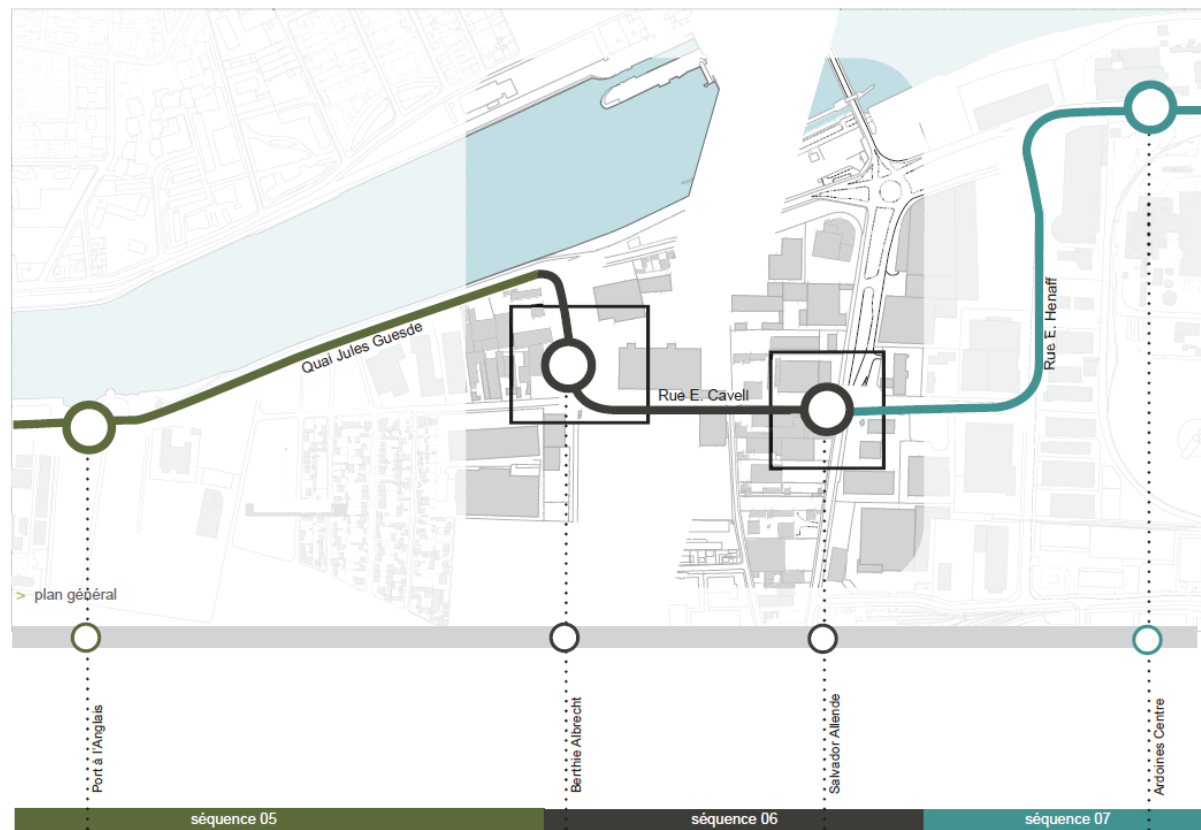 Quai Jules Guesde
Rue E. Cavell
Rue E. Henaff
> plan général
Port à l'Anglais
Berthie Albrecht
Salvador Allende
Ardoines Centre
séquence 05
séquence 06
séquence 07